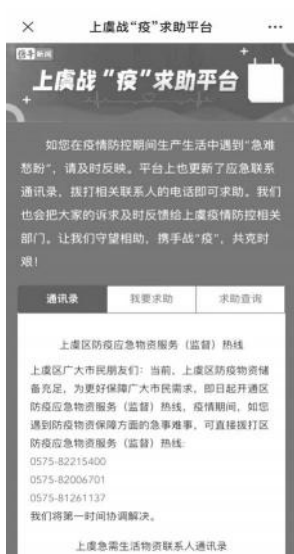 上虞战“疫”求助平台
新闻
上虞战“疫”求助平台
如您在疫情防控期间生产生活中遇到“急难
愁盼”，请及时反映。平台上也更新了应急联系
通讯录，拨打相关联系人的电话即可求助。我们
也会把大家的诉求及时反馈给上虞疫情防控相关
部门。让我们守望相助，携手战“疫”，共克时
艰！
通讯录 我要求助 求助查询
上虞区防疫应急物资服务（监督）热线
上虞区广大市民朋友们：当前，上虞区防疫物资储
备充足，为更好保障广大市民需求，即日起开通区
防疫应急物资服务（监督）热线，疫情期间，如您
遇到防疫物资保障方面的急事难事，可直接拨打区
防疫应急物资服务（监督）热线:
0575-82215400
0575-82006701
0575-81261137
我们将第一时间协调解决。
上虞急需生活物资联系人通讯录